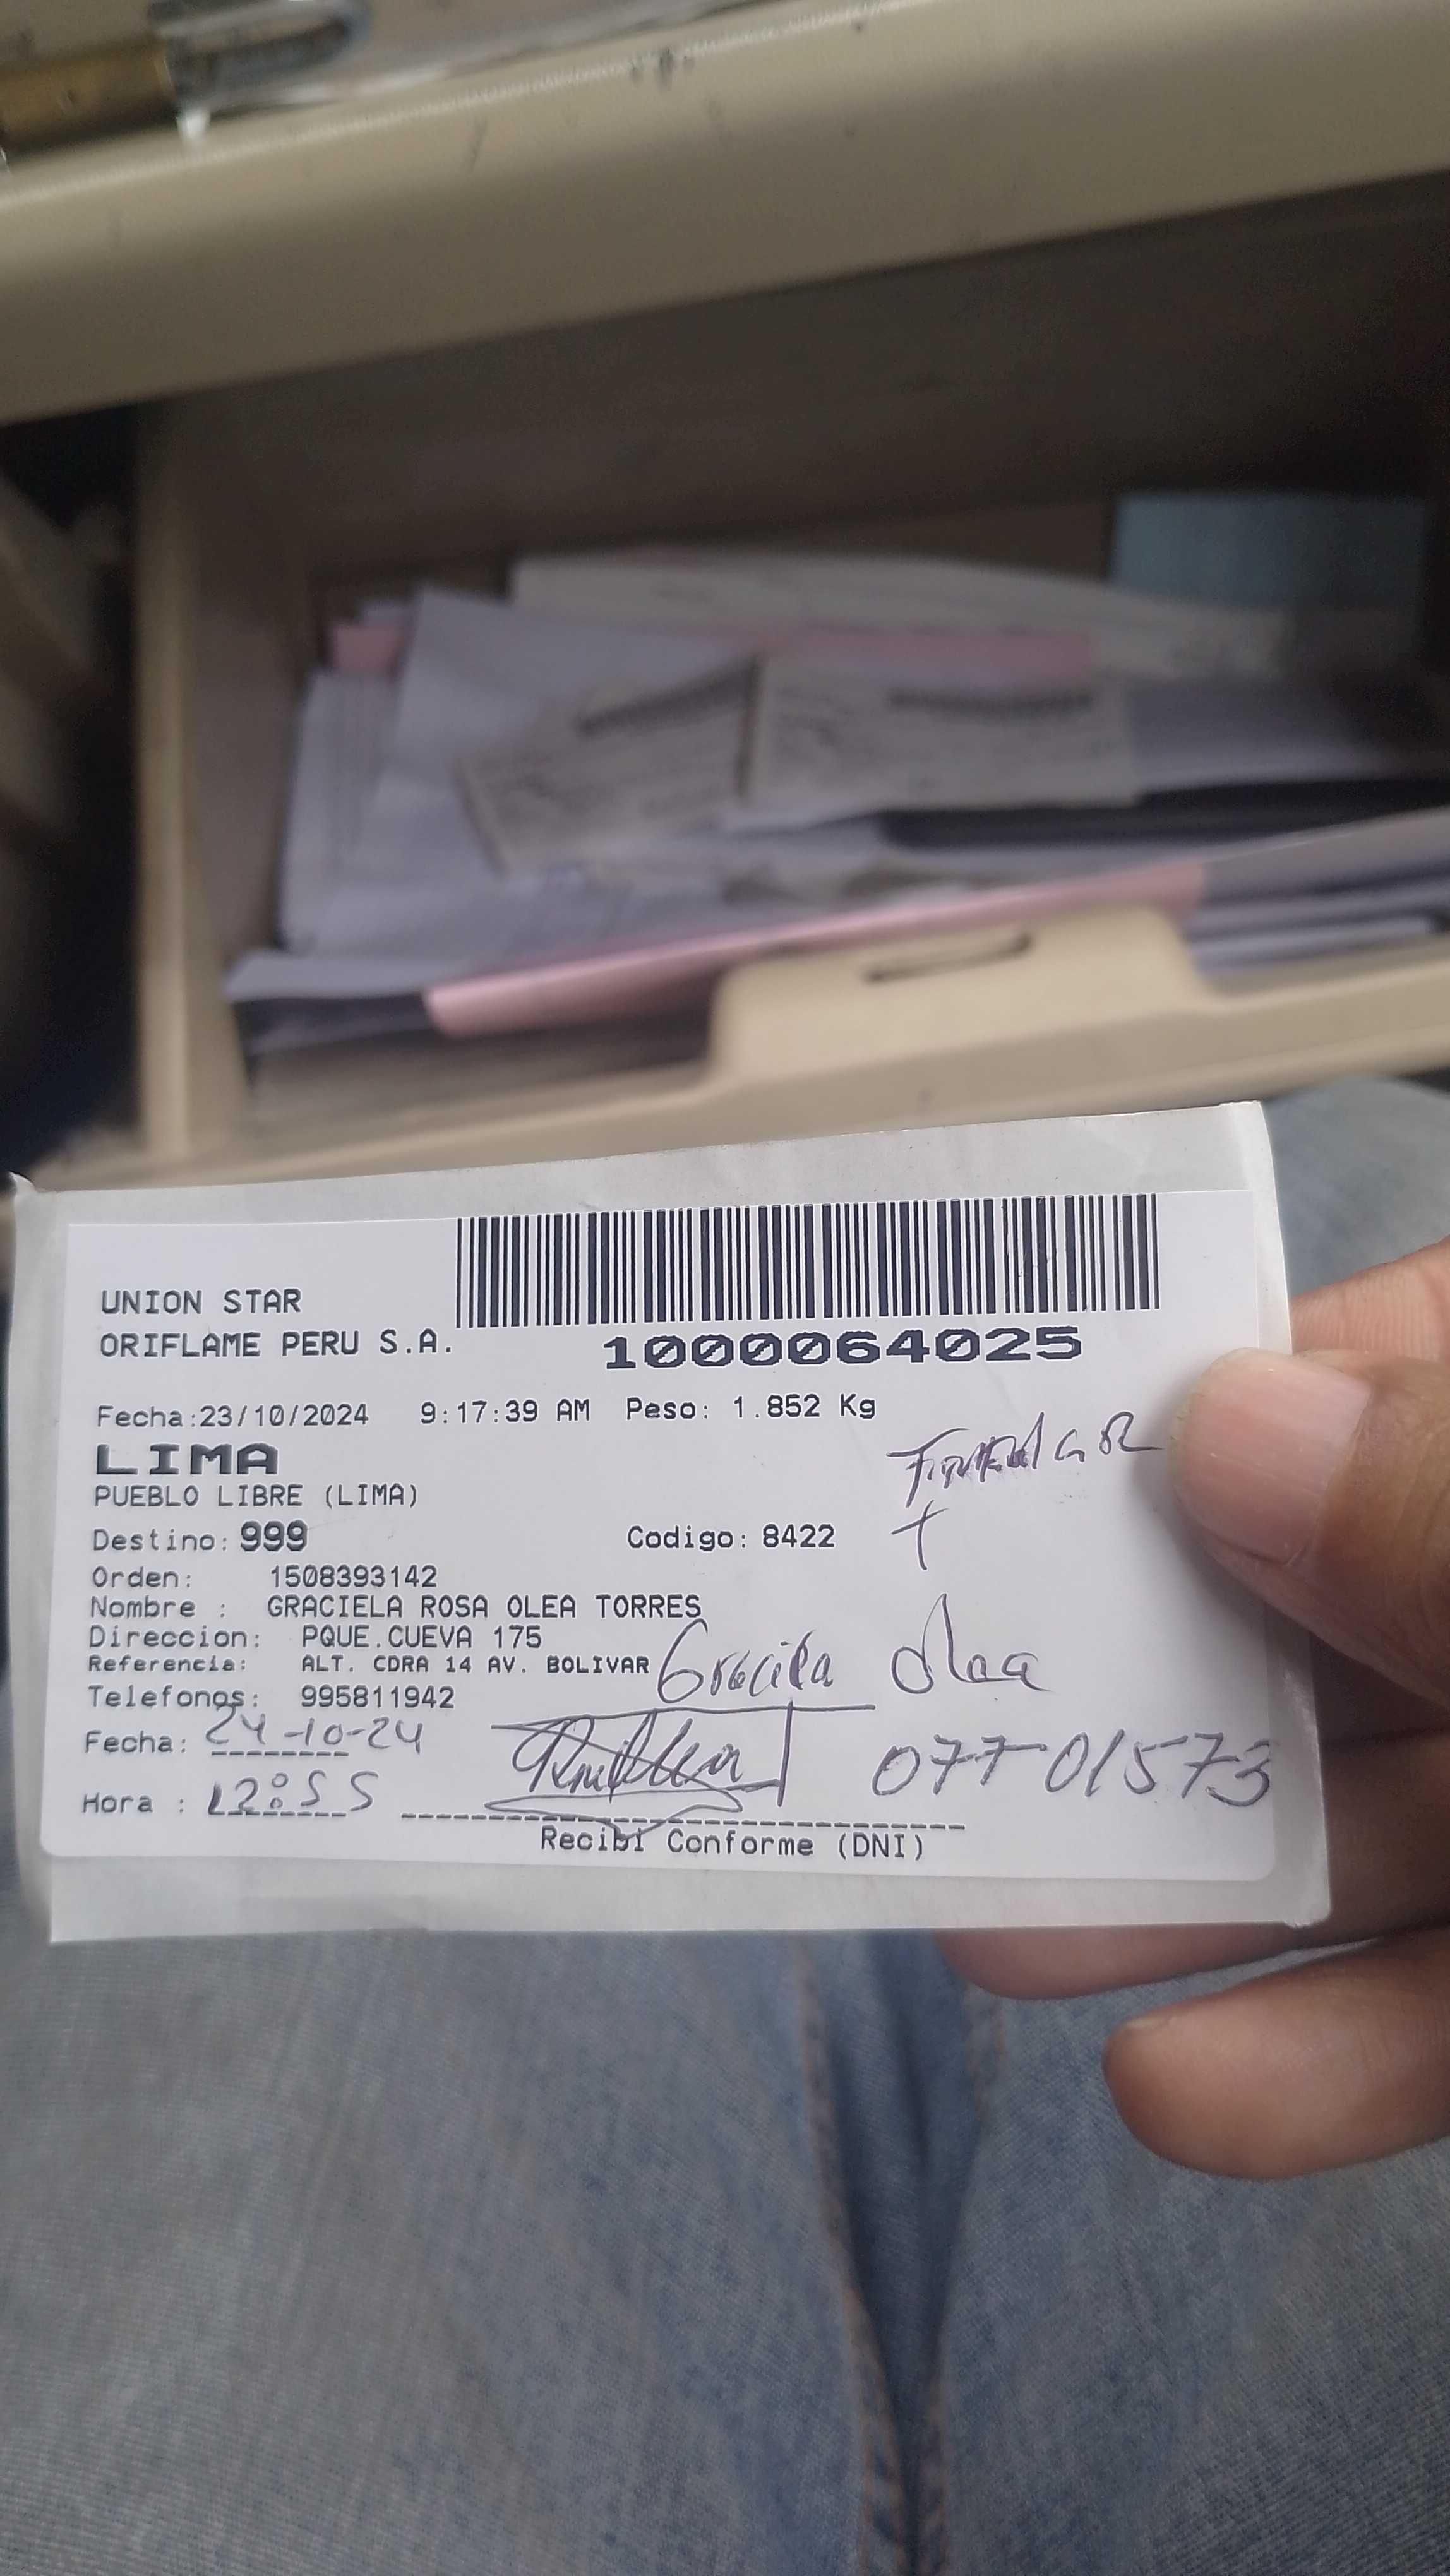 UNION STAR
ORIFLAME PERU S.A.
1000064025
Fecha:23/10/2024 9:17:39 AM Peso: 1.852 Kg
LIMA
PUEBLO LIBRE (LIMA)
Destino: 999 Codigo: 8422
Orden: 1508393142
Nombre : GRACIELA ROSA OLEA TORRES
Direccion: PQUE.CUEVA 175
Referencia: ALT. CDRA 14 AV. BOLIVAR
Graciela Olea
Telefonos: 995811942
Fecha: 24-10-24
07701573
Hora : 12:55
Recibi Conforme (DNI)